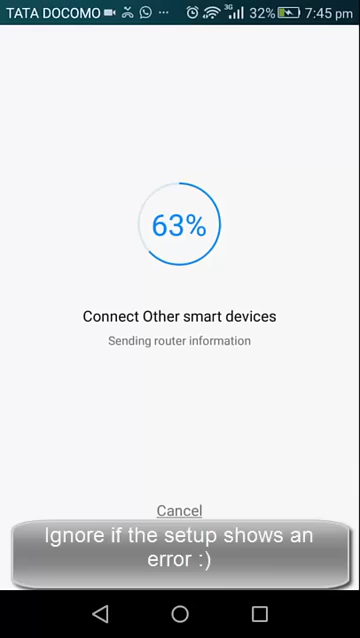 TATA DOCOMO ... 3G 32% 7:45 pm
63%
Connect Other smart devices
Sending router information
Cancel
Ignore if the setup shows an
error :)